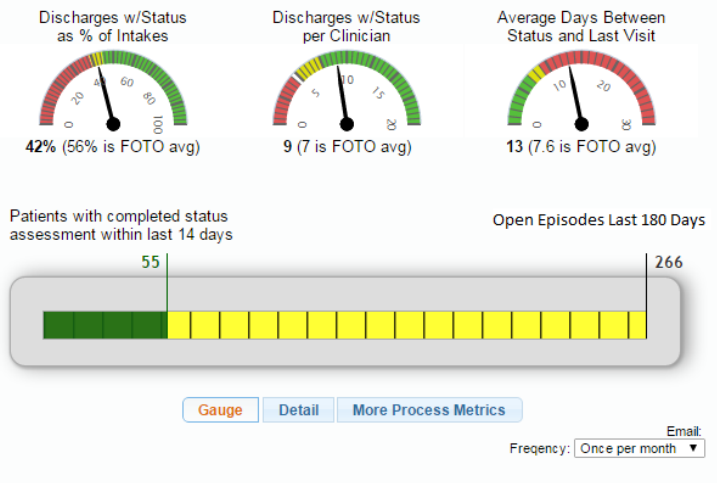 Discharges w/Status
as % of Intakes
Discharges w/Status
per Clinician
Average Days Between
Status and Last Visit
0 20 40 60 80 100
0 5 10 15 20
0 10 20 30
42% (56% is FOTO avg)
9 (7 is FOTO avg)
13 (7.6 is FOTO avg)
Patients with completed status
assessment within last 14 days
Open Episodes Last 180 Days
55
266
Gauge
Detail
More Process Metrics
Email:
Freqency: Once per month ▼